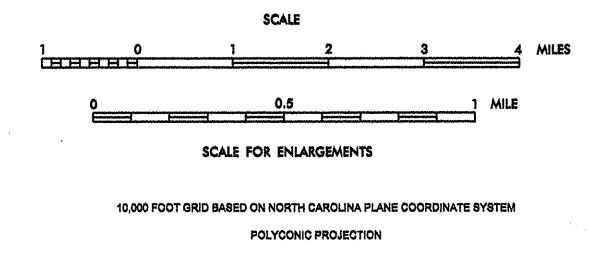 SCALE
1 0 1 2 3 4 MILES
0 0.5 1 MILE
SCALE FOR ENLARGEMENTS
10,000 FOOT GRID BASED ON NORTH CAROLINA PLANE COORDINATE SYSTEM
POLYCONIC PROJECTION